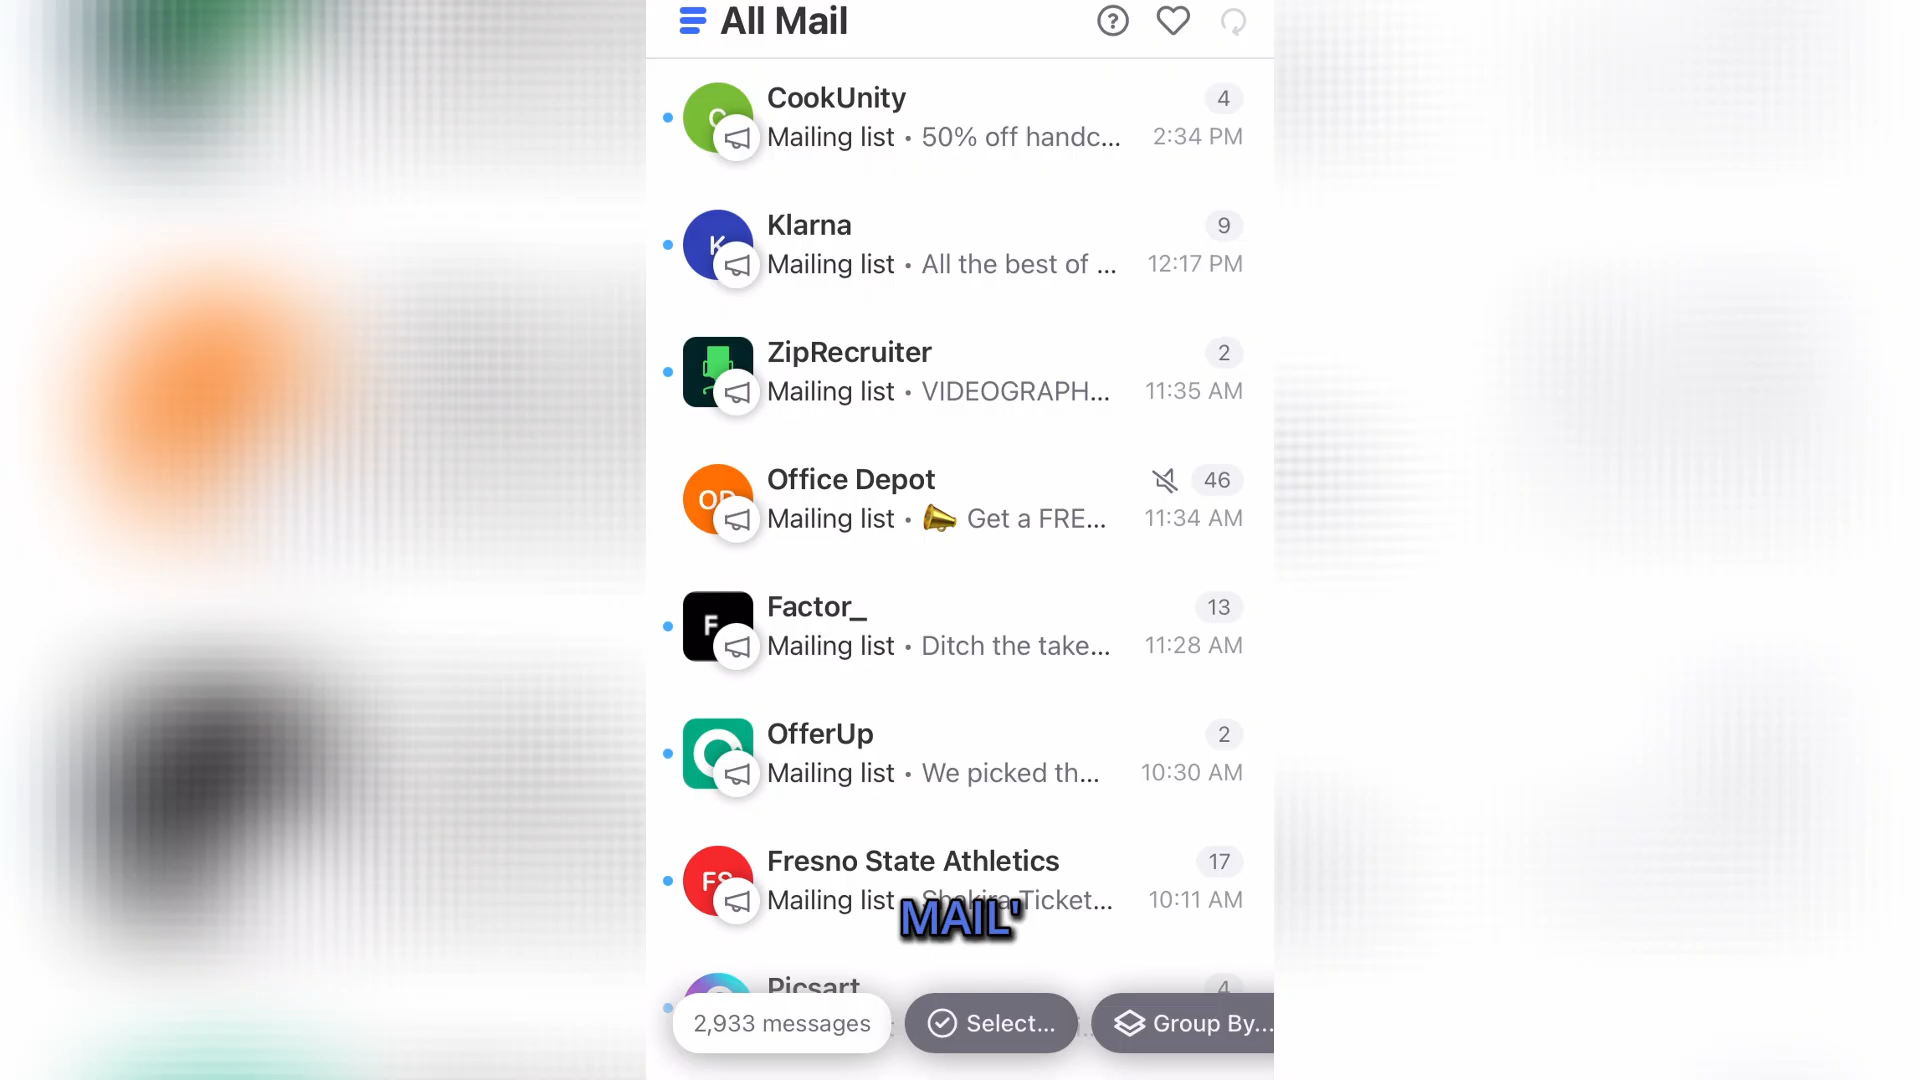 All Mail
CookUnity 4
Mailing list • 50% off handc... 2:34 PM
Klarna 9
Mailing list • All the best of ... 12:17 PM
ZipRecruiter 2
Mailing list • VIDEOGRAPH... 11:35 AM
Office Depot 46
Mailing list • 📣 Get a FRE... 11:34 AM
Factor_ 13
Mailing list • Ditch the take... 11:28 AM
OfferUp 2
Mailing list • We picked th... 10:30 AM
Fresno State Athletics 17
Mailing list Shakira Ticket... 10:11 AM
MAIL'
Picsart 4
2,933 messages Select... Group By...